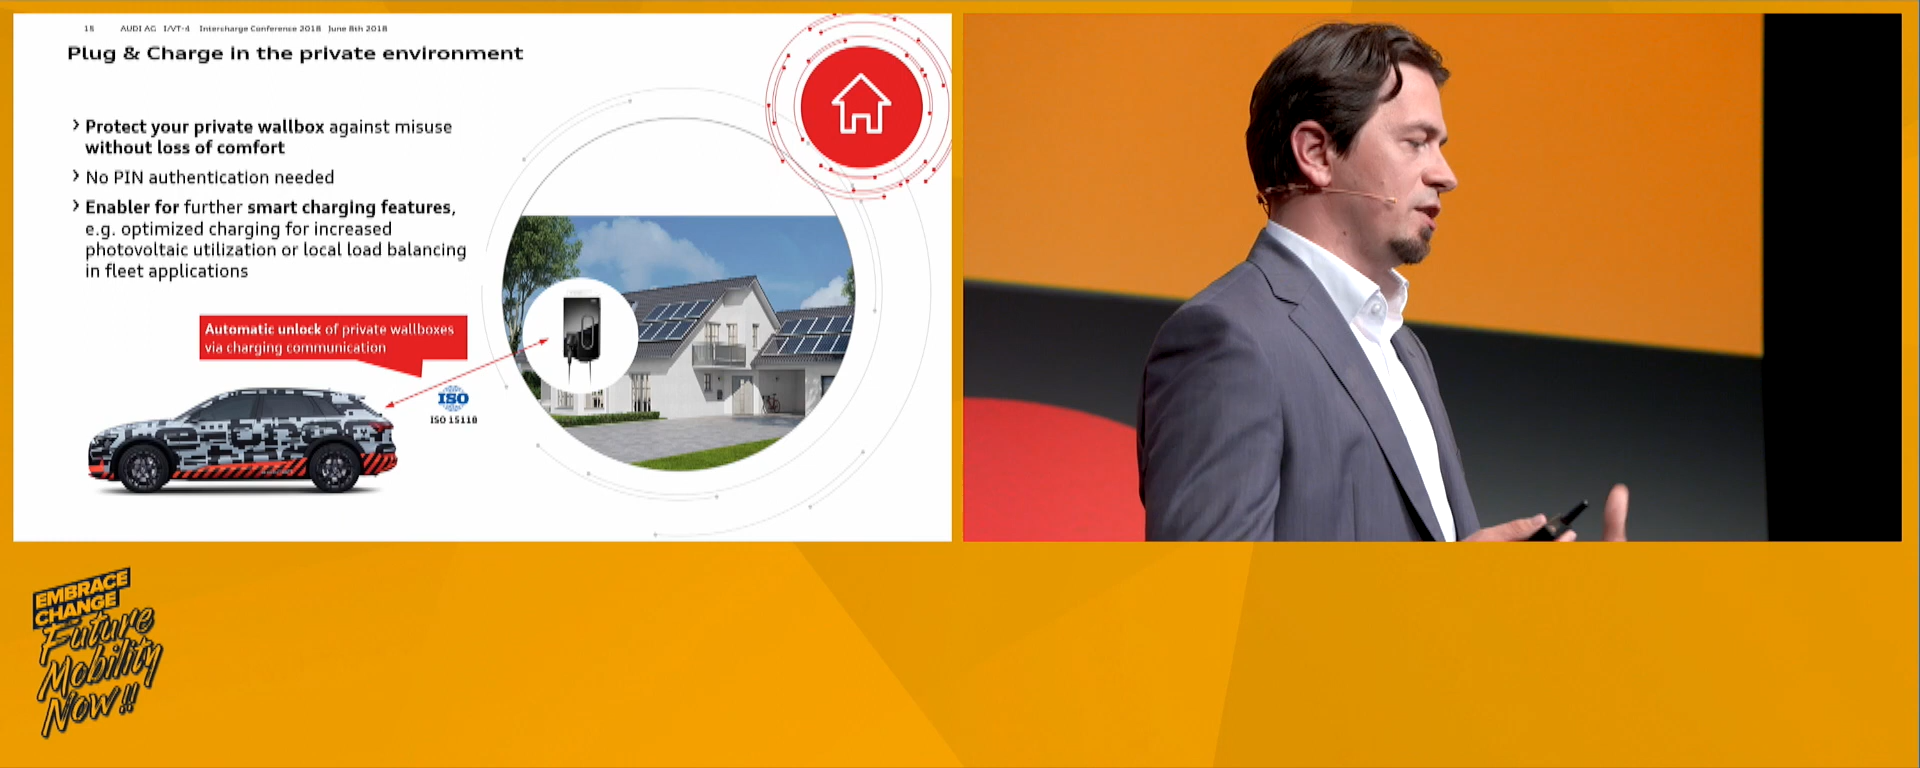 15 AUDI AG I/VT-4 Intercharge Conference 2018 June 8th 2018
Plug & Charge in the private environment
Protect your private wallbox against misuse
without loss of comfort
No PIN authentication needed
Enabler for further smart charging features,
e.g. optimized charging for increased
photovoltaic utilization or local load balancing
in fleet applications
Automatic unlock of private wallboxes
via charging communication
ISO
ISO 15118
EMBRACE
CHANGE
Future
Mobility
Now!!